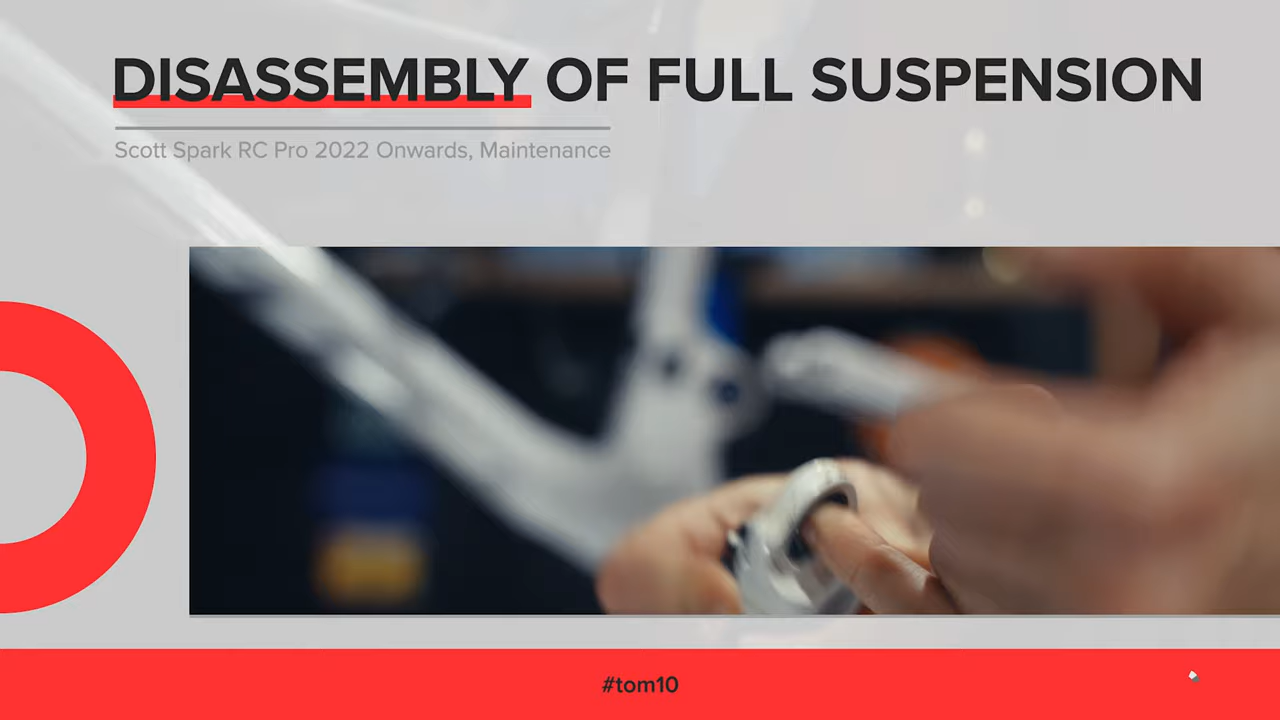 DISASSEMBLY OF FULL SUSPENSION
Scott Spark RC Pro 2022 Onwards, Maintenance
#tom10